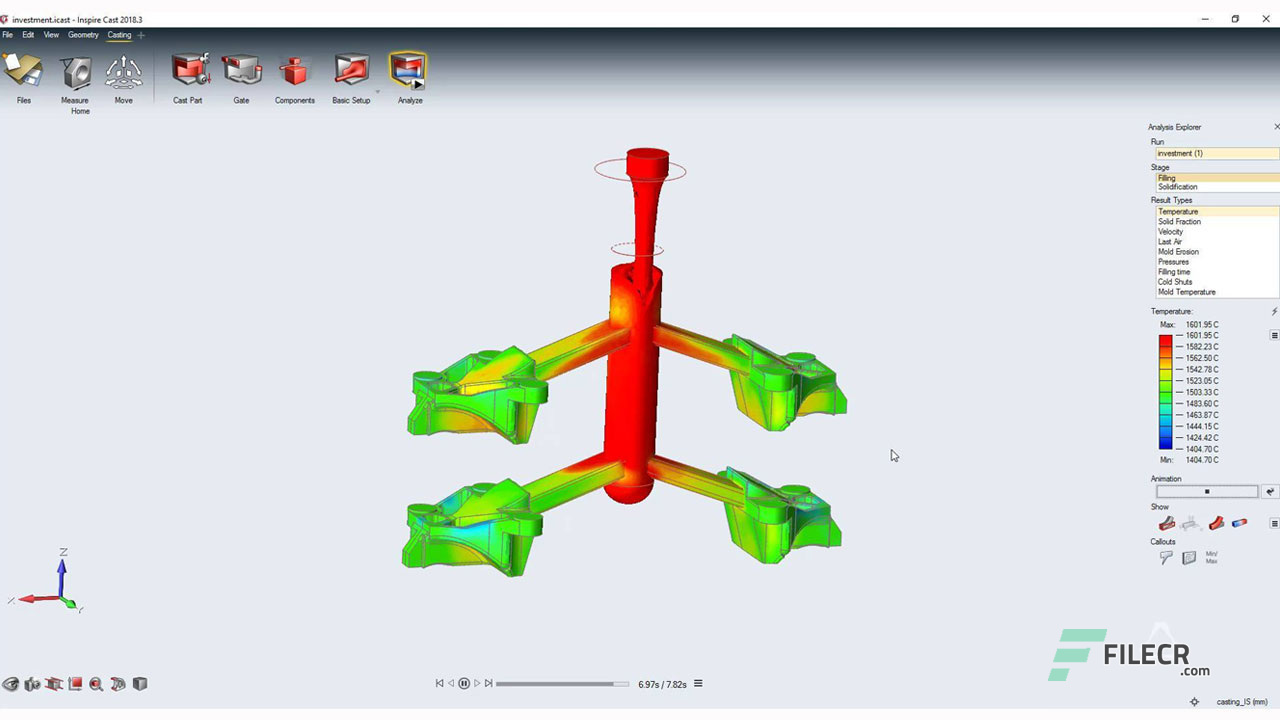 investment.icast - Inspire Cast 2018.3
File Edit View Geometry Casting
Files Measure Move Cast Part Gate Components Basic Setup Analyze
Home
Analysis Explorer
Run
investment (1)
Stage
Filling
Solidification
Result Types
Temperature
Solid Fraction
Velocity
Last Air
Mold Erosion
Pressures
Filling time
Cold Shuts
Mold Temperature
Temperature:
Max: 1601.95 C
1601.95 C
1582.23 C
1562.50 C
1542.78 C
1523.05 C
1503.33 C
1483.60 C
1463.87 C
1444.15 C
1424.42 C
1404.70 C
Min: 1404.70 C
Animation
Show
Callouts
Min/
Max
Z
X
Y
FILECR
.com
6.97s / 7.82s
casting_IS (mm)